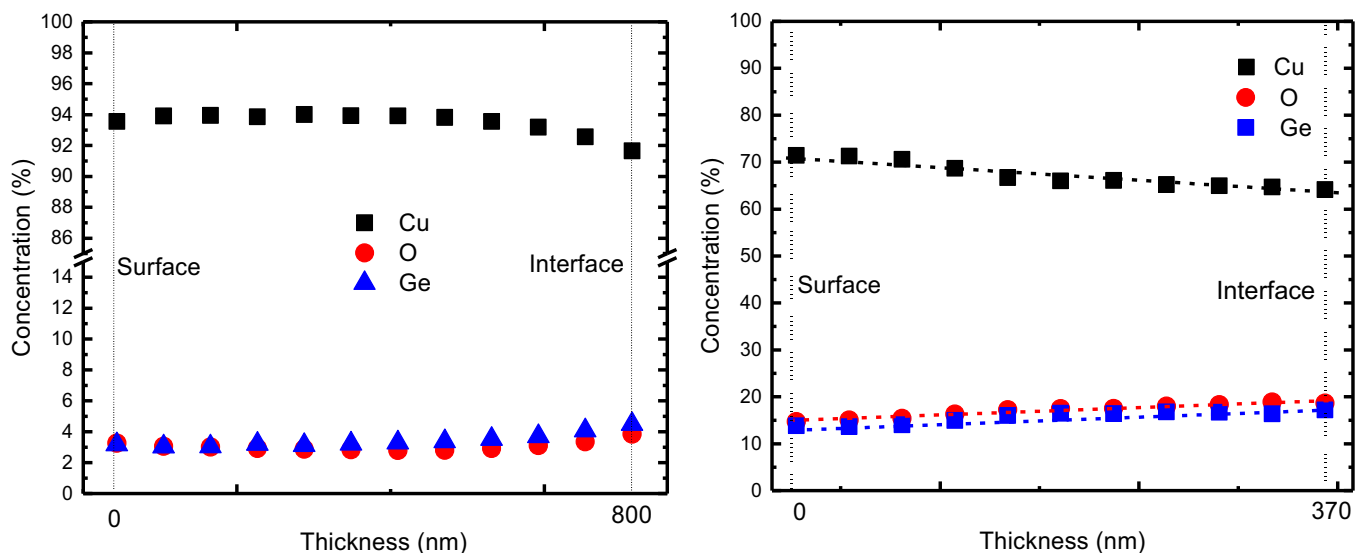 100
98
96
94
92
90
88
86
14
12
10
8
6
4
2
0
Concentration (%)
Cu
O
Ge
Surface
Interface
0
800
Thickness (nm)
100
90
80
70
60
50
40
30
20
10
0
Concentration (%)
Cu
O
Ge
Surface
Interface
0
370
Thickness (nm)